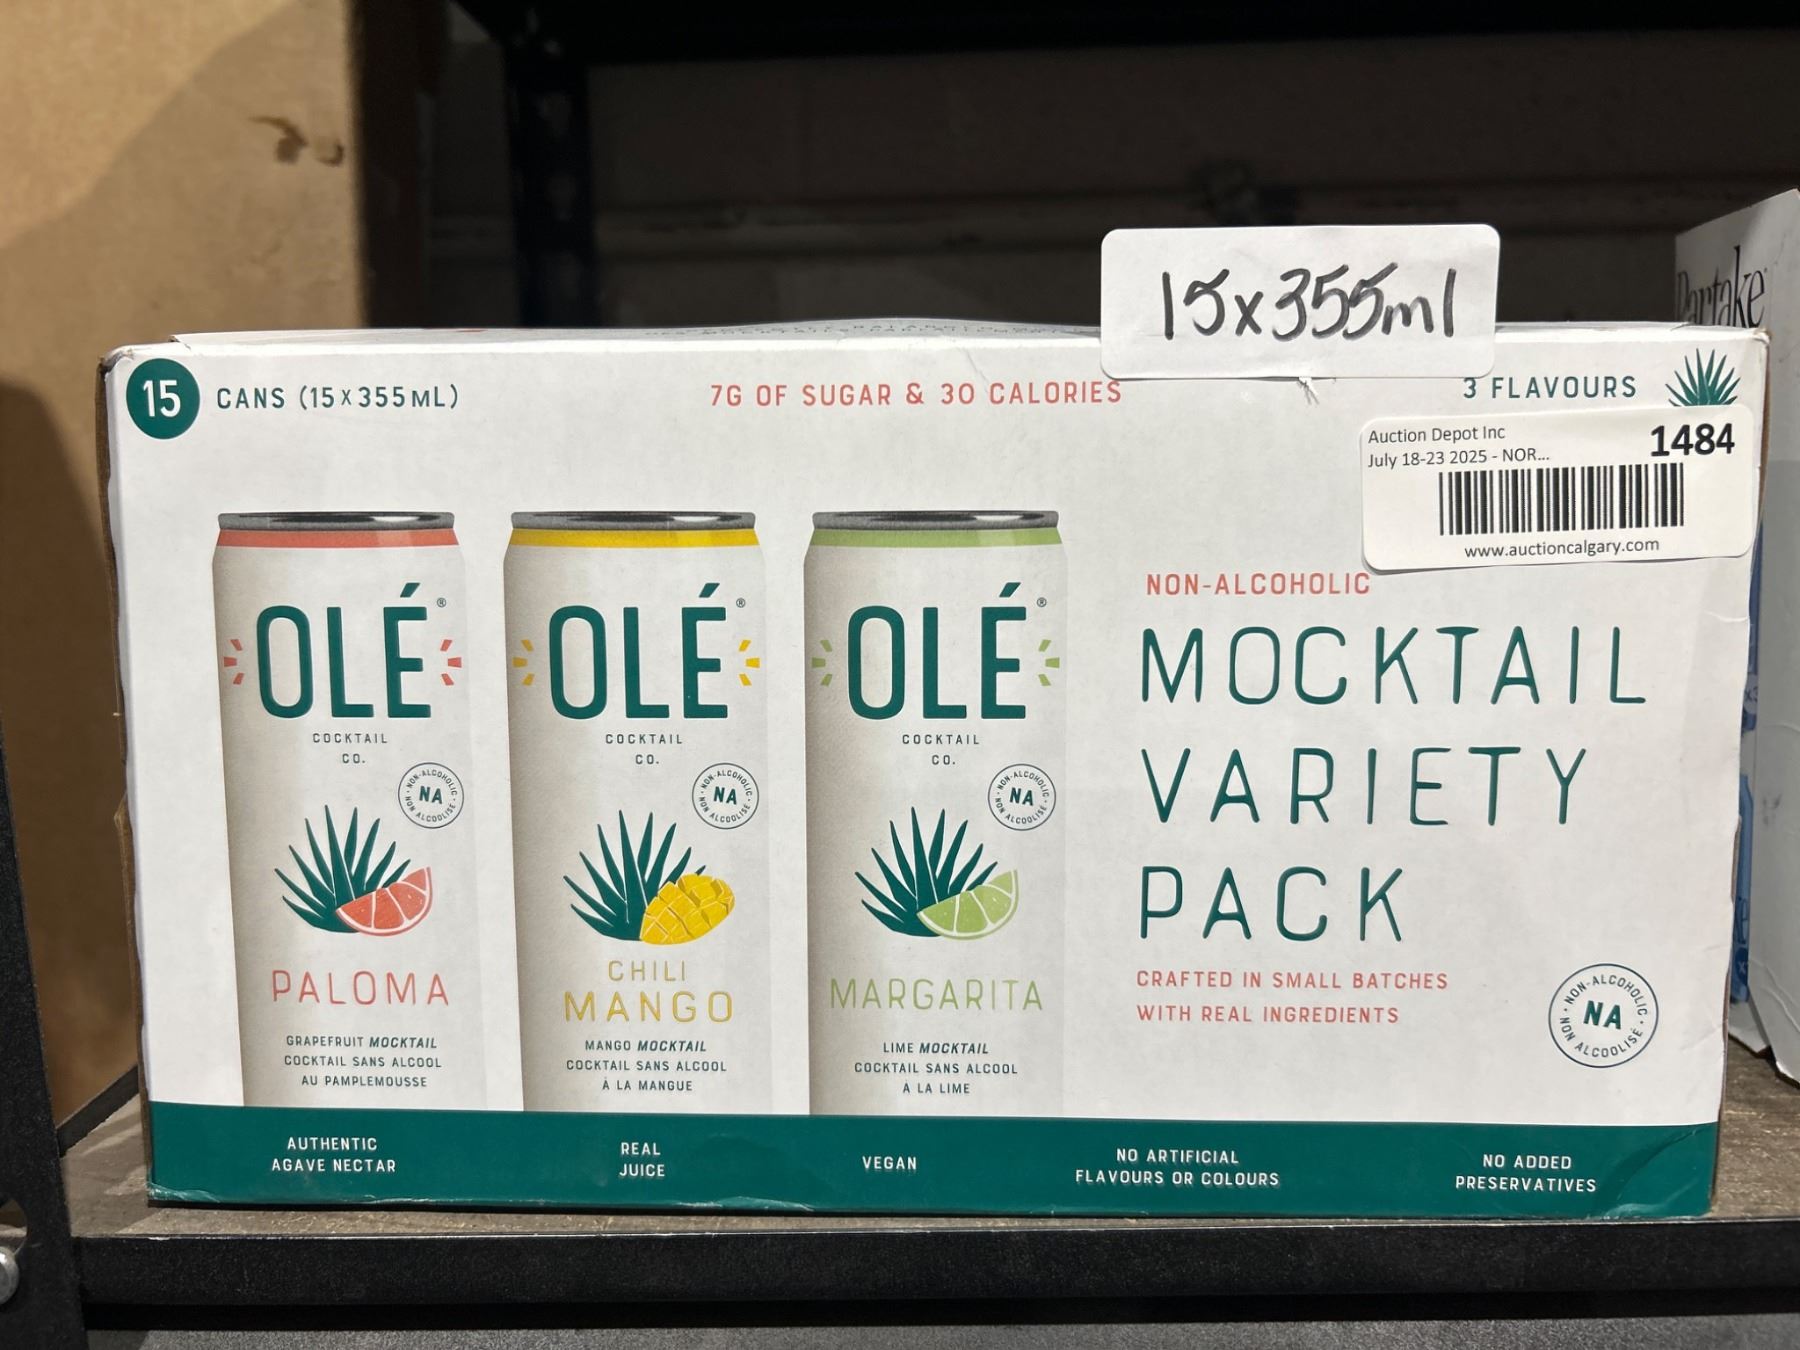 15x355ml
15 CANS (15 x 355 mL)
7G OF SUGAR & 30 CALORIES
3 FLAVOURS
Auction Depot Inc
July 18-23 2025 - NOR...
1484
www.auctioncalgary.com
OLÉ®
COCKTAIL
CO.
NON-ALCOHOLIC
NA
NON ALCOOLISÉ
PALOMA
GRAPEFRUIT MOCKTAIL
COCKTAIL SANS ALCOOL
AU PAMPLEMOUSSE
OLÉ®
COCKTAIL
CO.
NON-ALCOHOLIC
NA
NON ALCOOLISÉ
CHILI
MANGO
MANGO MOCKTAIL
COCKTAIL SANS ALCOOL
À LA MANGUE
OLÉ®
COCKTAIL
CO.
NON-ALCOHOLIC
NA
NON ALCOOLISÉ
MARGARITA
LIME MOCKTAIL
COCKTAIL SANS ALCOOL
À LA LIME
NON-ALCOHOLIC
MOCKTAIL
VARIETY
PACK
CRAFTED IN SMALL BATCHES
WITH REAL INGREDIENTS
NON-ALCOHOLIC
NA
NON ALCOOLISÉ
AUTHENTIC
AGAVE NECTAR
REAL
JUICE
VEGAN
NO ARTIFICIAL
FLAVOURS OR COLOURS
NO ADDED
PRESERVATIVES
Partake